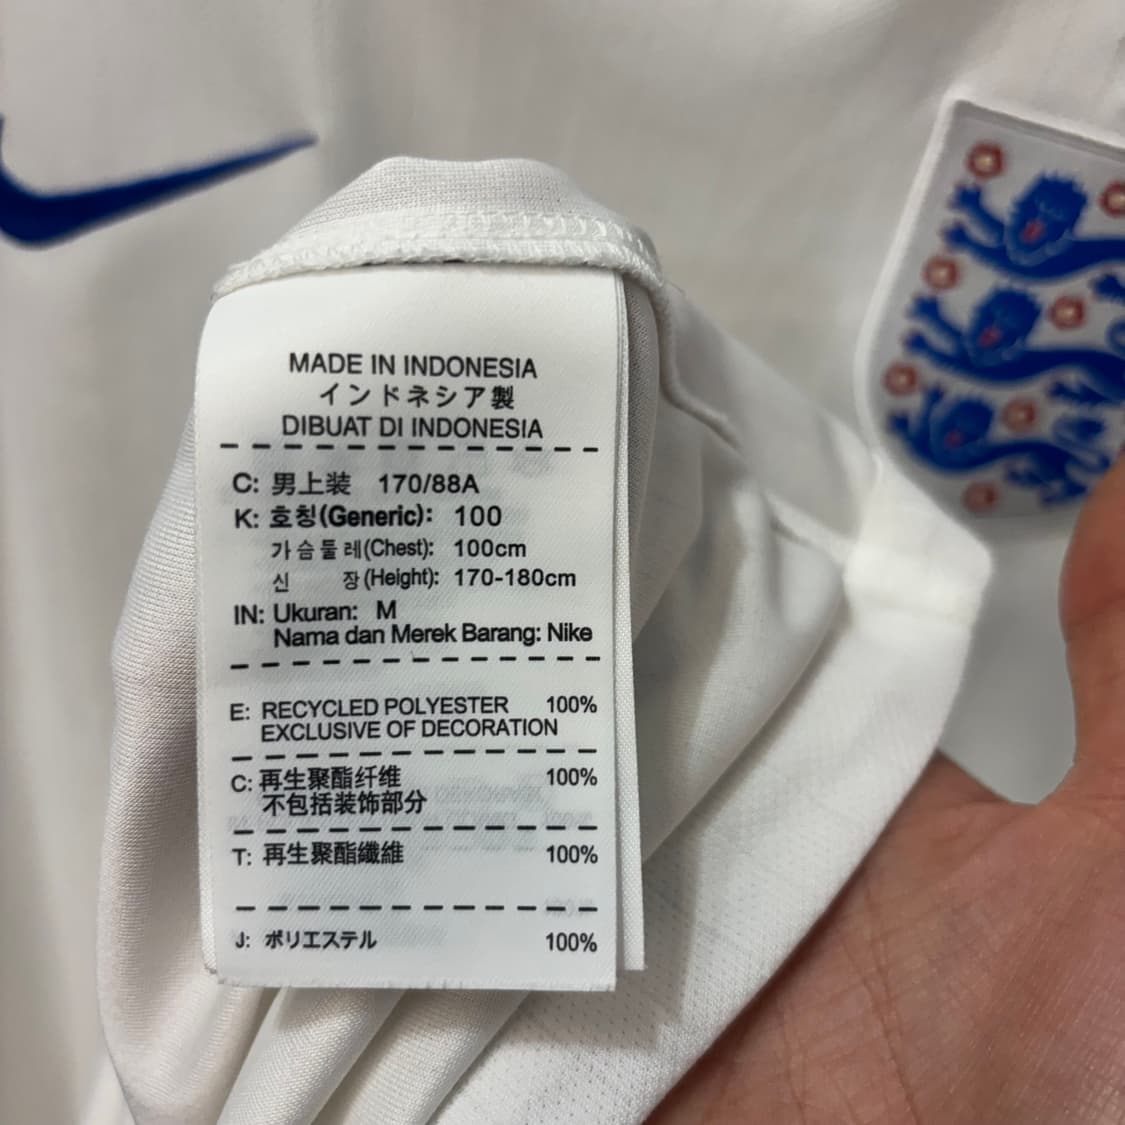 MADE IN INDONESIA
インドネシア製
DIBUAT DI INDONESIA
C: 男上装 170/88A
K: 호칭(Generic): 100
가슴둘레(Chest): 100cm
신 장(Height): 170-180cm
IN: Ukuran: M
Nama dan Merek Barang: Nike
E: RECYCLED POLYESTER 100%
EXCLUSIVE OF DECORATION
C: 再生聚酯纤维 100%
不包括装饰部分
T: 再生聚酯纖維 100%
J: ポリエステル 100%